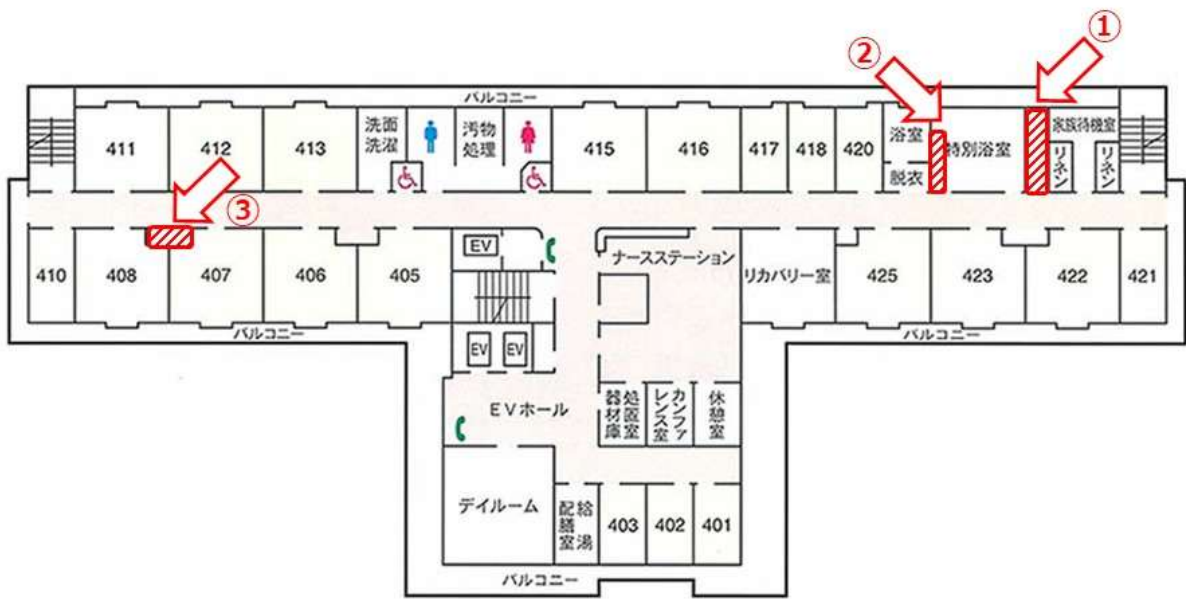 ①
②
バルコニー
411
412
413
洗面
洗濯
汚物
処理
415
416
417
418
420
浴室
脱衣
特別浴室
家族待機室
リネン
リネン
③
410
408
407
406
405
EV
ナースステーション
リカバリー室
425
423
422
421
バルコニー
EV
EV
バルコニー
EVホール
処置室
器材庫
カンファ
レンス室
休憩室
デイルーム
給湯
配膳室
403
402
401
バルコニー